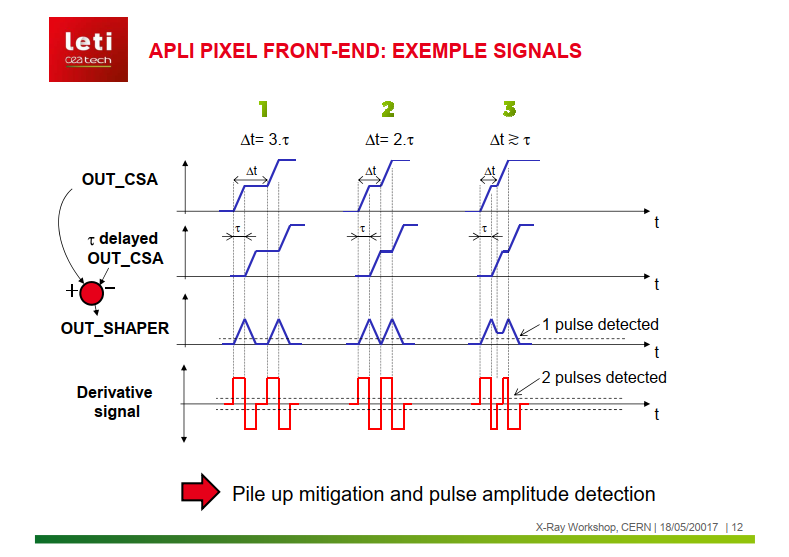 leti
ceatech
APLI PIXEL FRONT-END: EXEMPLE SIGNALS
1 2 3
Δt= 3.τ Δt= 2.τ Δt ≳ τ
Δt Δt Δt
OUT_CSA
t
τ τ τ
τ delayed
OUT_CSA
t
+ −
OUT_SHAPER
1 pulse detected
t
2 pulses detected
Derivative
signal
t
Pile up mitigation and pulse amplitude detection
X-Ray Workshop, CERN | 18/05/20017 | 12